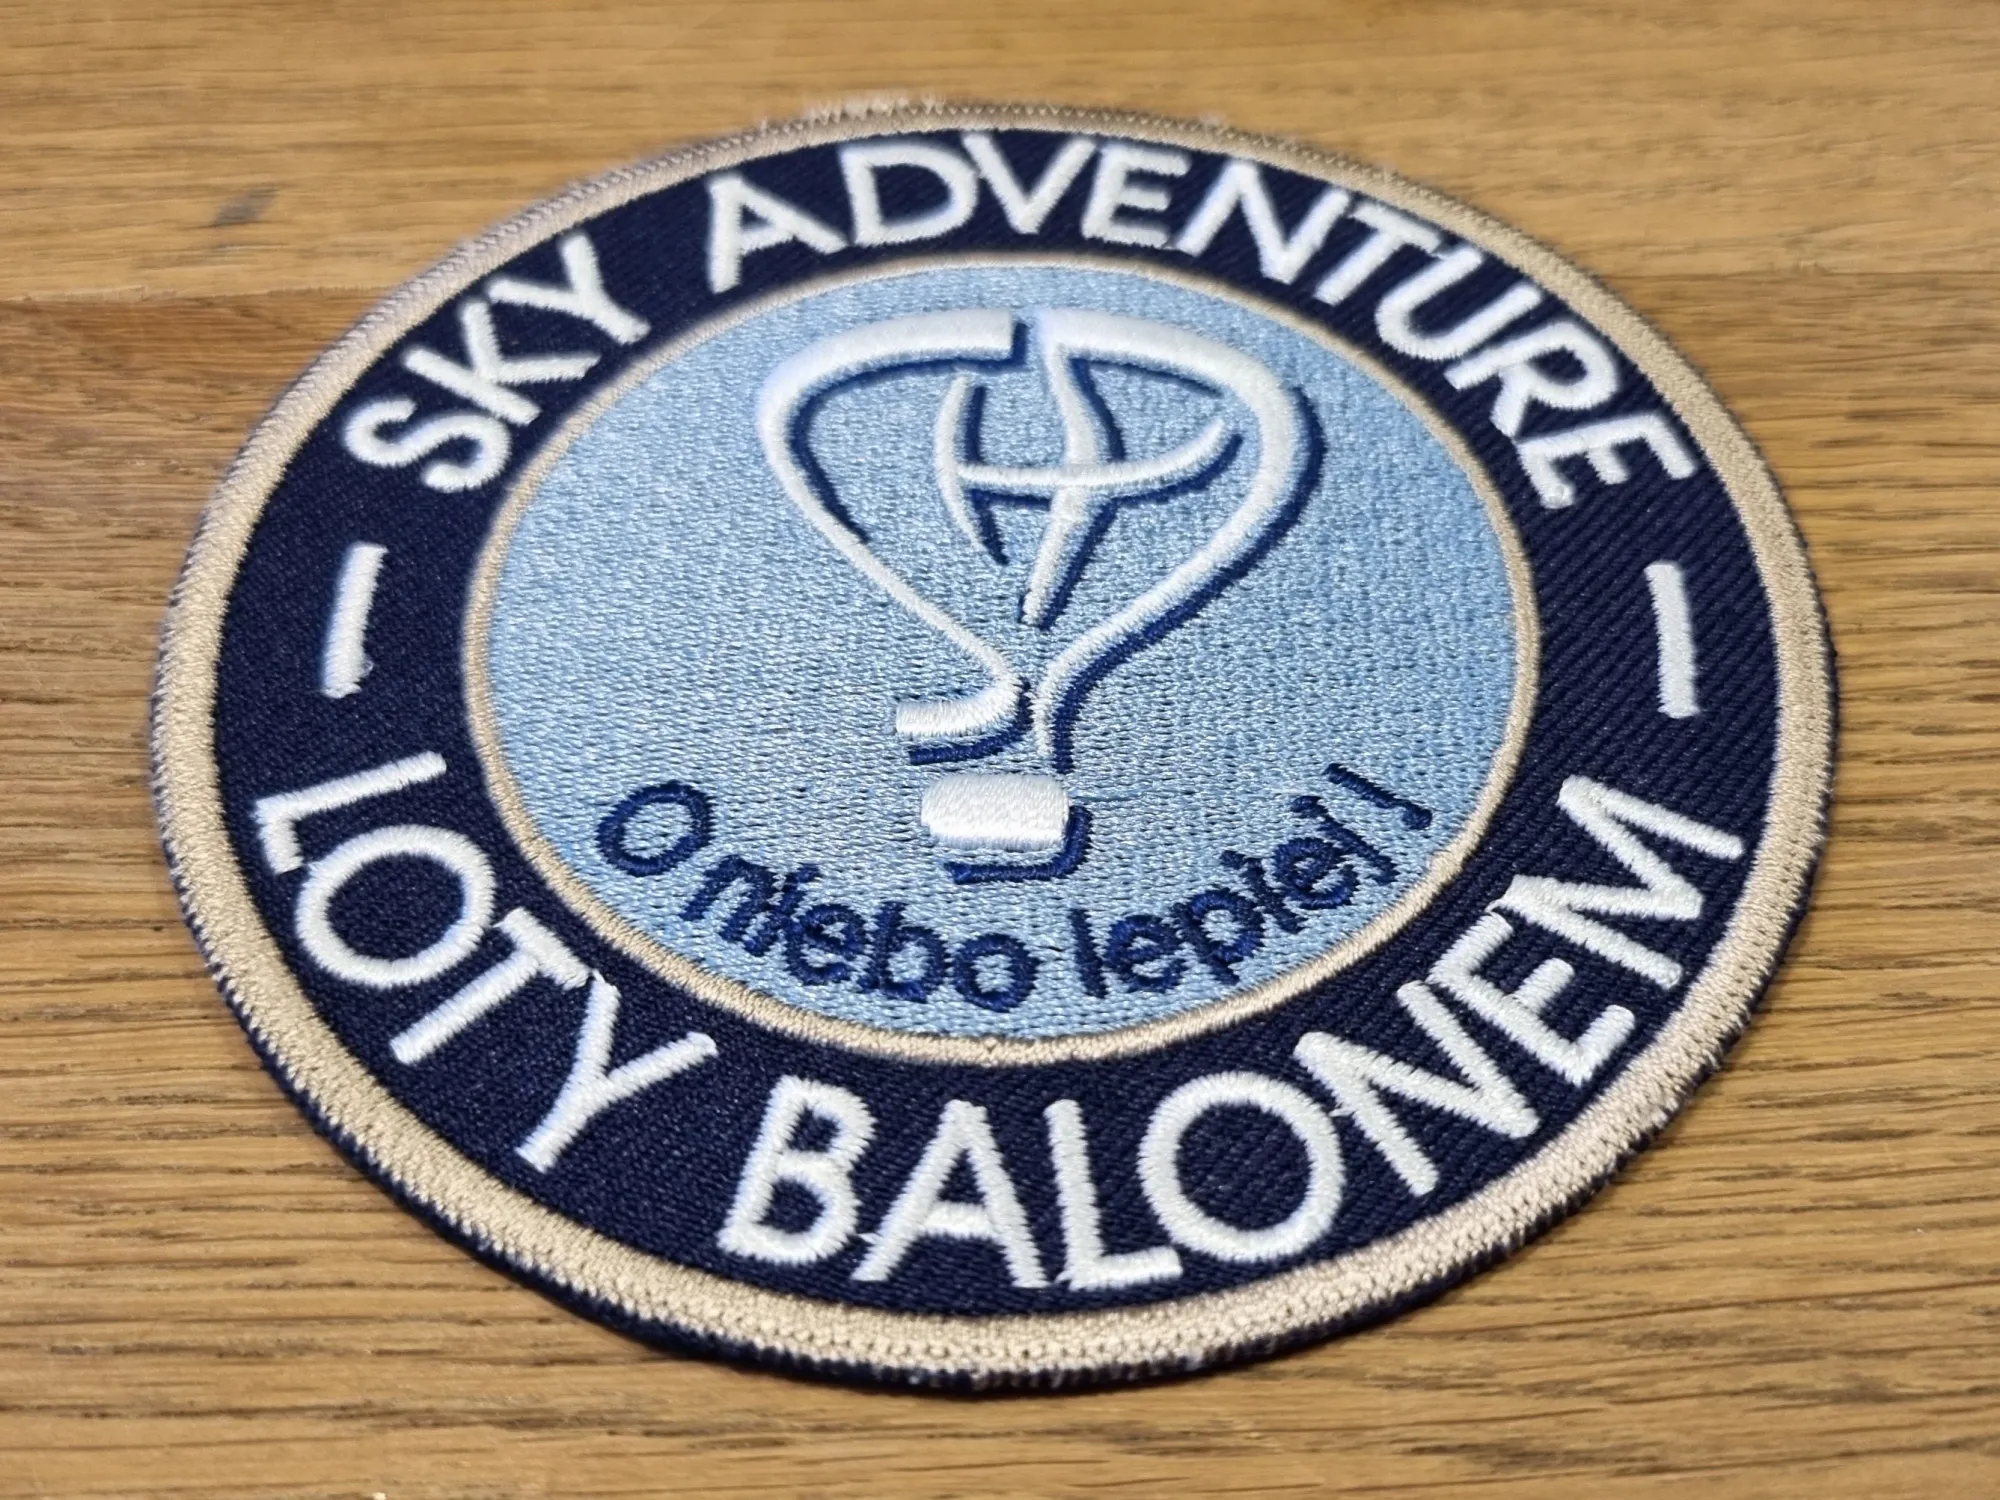 SKY ADVENTURE
O niebo lepiej!
LOTY BALONEM